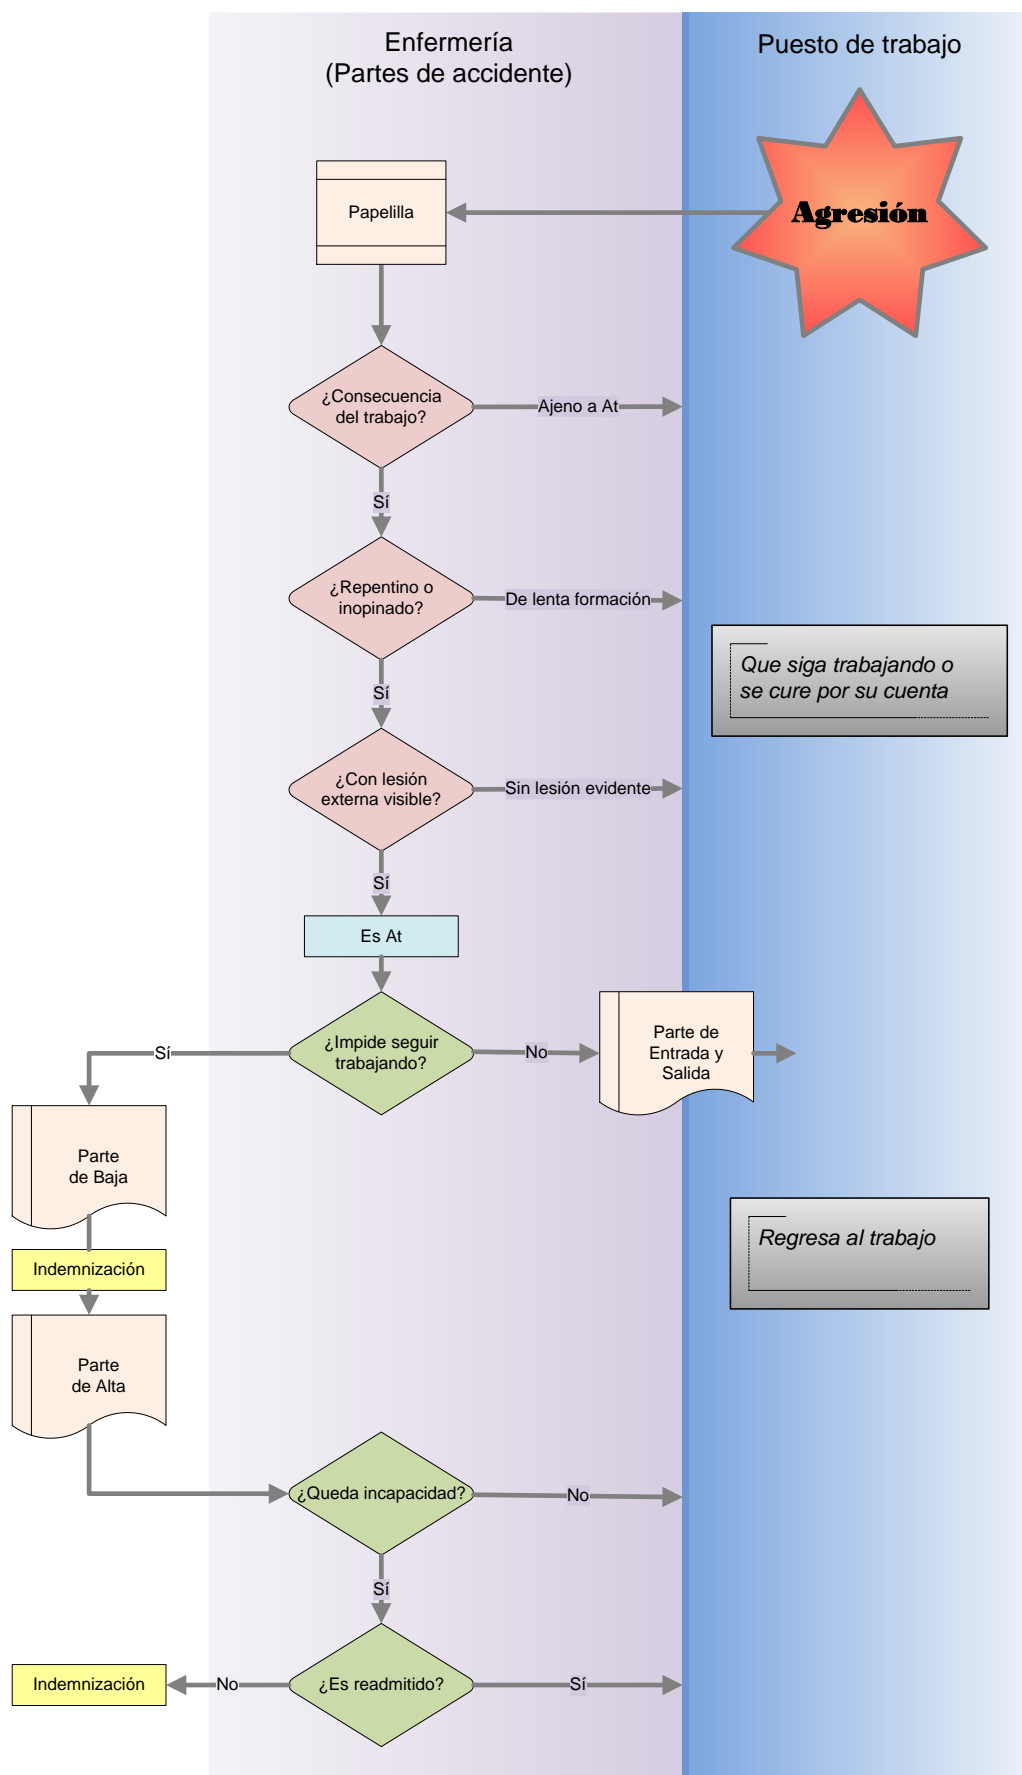 Enfermería
(Partes de accidente)
Puesto de trabajo
Papelilla
Agresión
¿Consecuencia
del trabajo?
Ajeno a At
Sí
¿Repentino o
inopinado?
De lenta formación
Que siga trabajando o
se cure por su cuenta
Sí
¿Con lesión
externa visible?
Sin lesión evidente
Sí
Es At
¿Impide seguir
trabajando?
Sí
No
Parte de
Entrada y
Salida
Parte
de Baja
Regresa al trabajo
Indemnización
Parte
de Alta
¿Queda incapacidad?
No
Sí
¿Es readmitido?
No
Sí
Indemnización